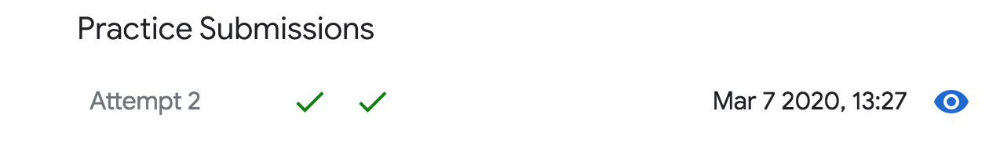 Practice Submissions
Attempt 2 Mar 7 2020, 13:27